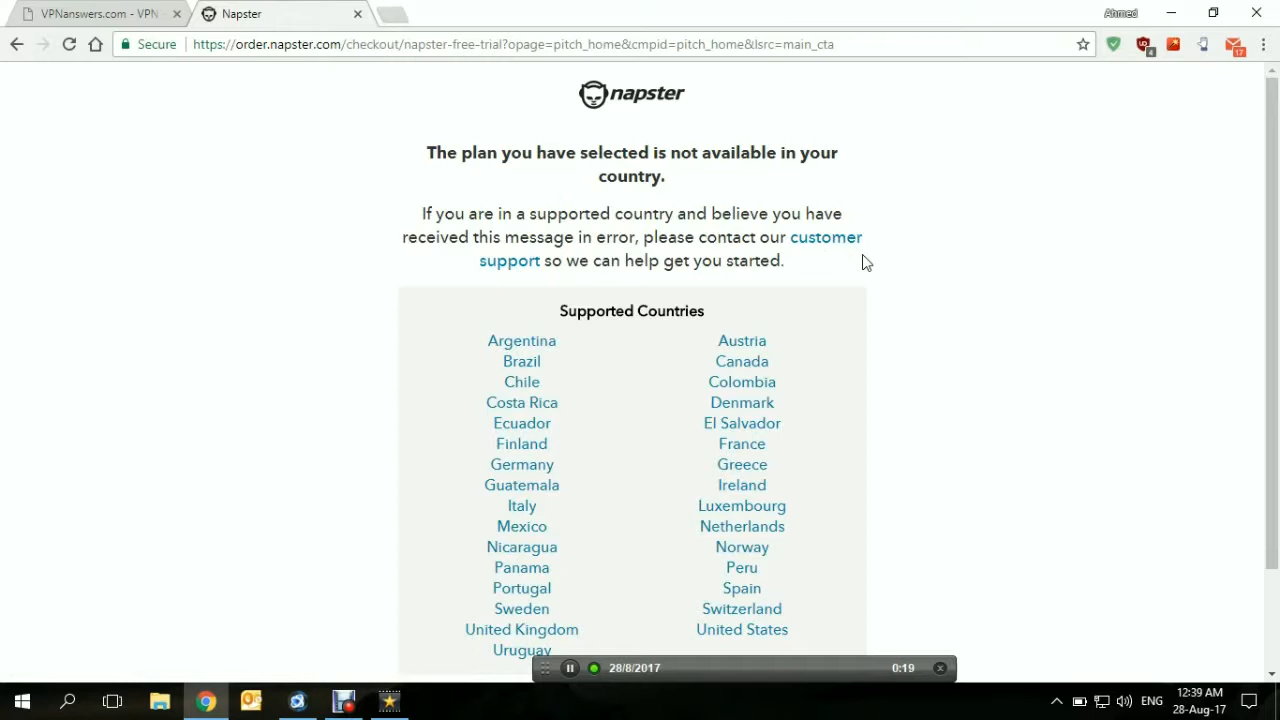 VPNanswers.com - VPN
Napster
Ahmed
Secure
https://order.napster.com/checkout/napster-free-trial?opage=pitch_home&cmpid=pitch_home&lsrc=main_cta
4
17
napster
The plan you have selected is not available in your
country.
If you are in a supported country and believe you have
received this message in error, please contact our customer
support so we can help get you started.
Supported Countries
Argentina Austria
Brazil Canada
Chile Colombia
Costa Rica Denmark
Ecuador El Salvador
Finland France
Germany Greece
Guatemala Ireland
Italy Luxembourg
Mexico Netherlands
Nicaragua Norway
Panama Peru
Portugal Spain
Sweden Switzerland
United Kingdom United States
Uruguay
28/8/2017 0:19
ENG
12:39 AM
28-Aug-17